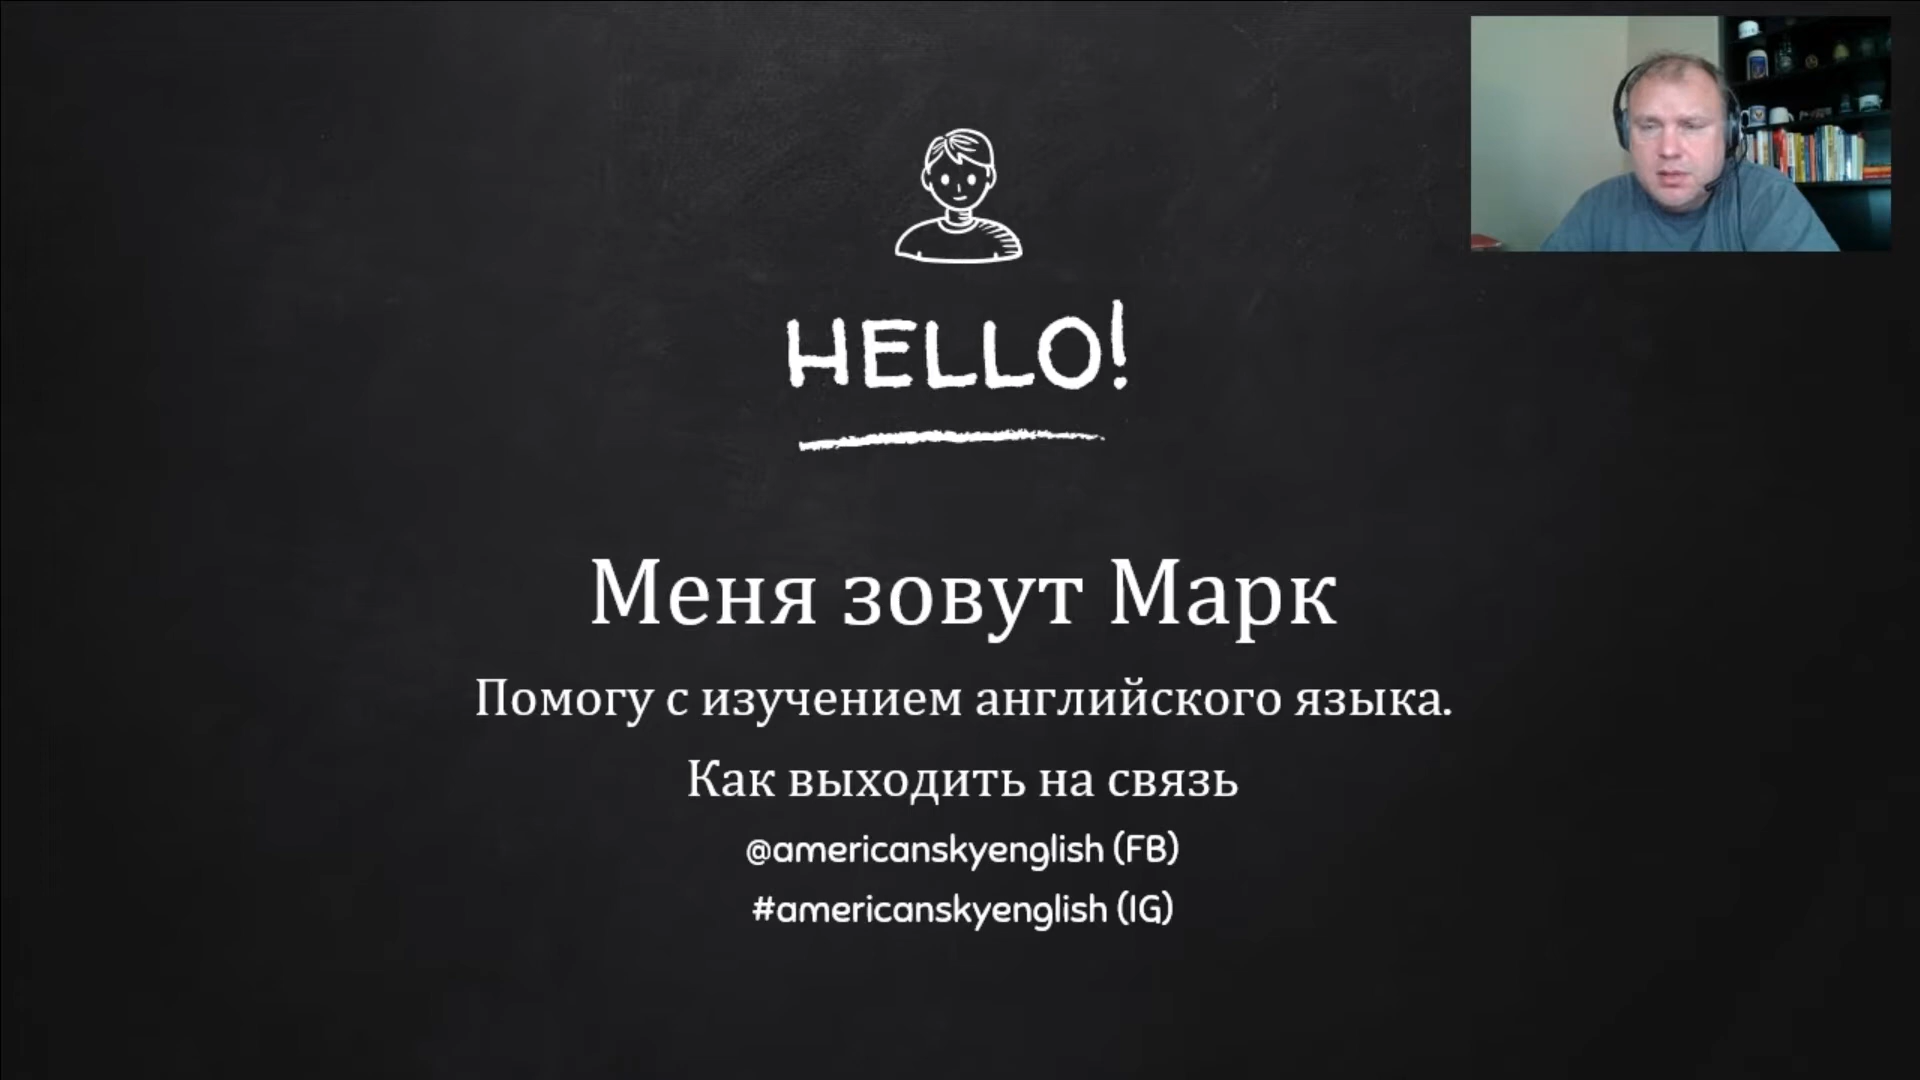 HELLO!
Меня зовут Марк
Помогу с изучением английского языка.
Как выходить на связь
@americanskyenglish (FB)
#americanskyenglish (IG)